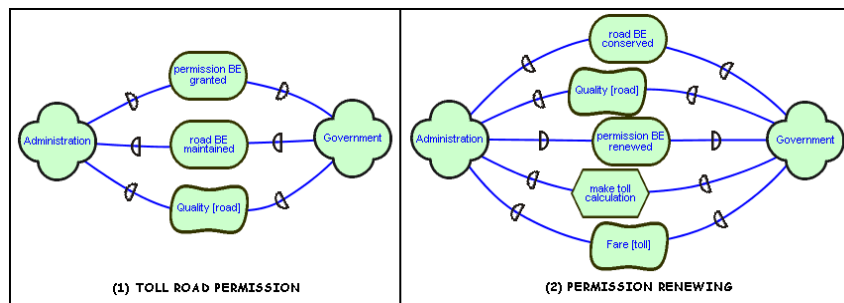 permission BE
granted
Administration
road BE
maintained
Government
Quality [road]
(1) TOLL ROAD PERMISSION
road BE
conserved
Quality [road]
Administration
permission BE
renewed
Government
make toll
calculation
Fare [toll]
(2) PERMISSION RENEWING